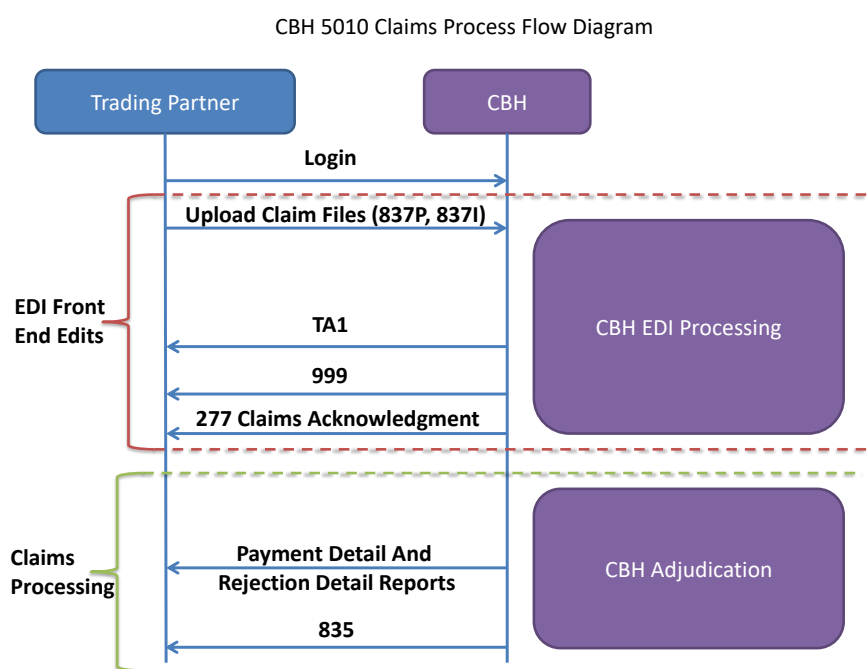 CBH 5010 Claims Process Flow Diagram
Trading Partner
CBH
Login
Upload Claim Files (837P, 837I)
EDI Front
End Edits
CBH EDI Processing
TA1
999
277 Claims Acknowledgment
Claims
Processing
Payment Detail And
Rejection Detail Reports
CBH Adjudication
835